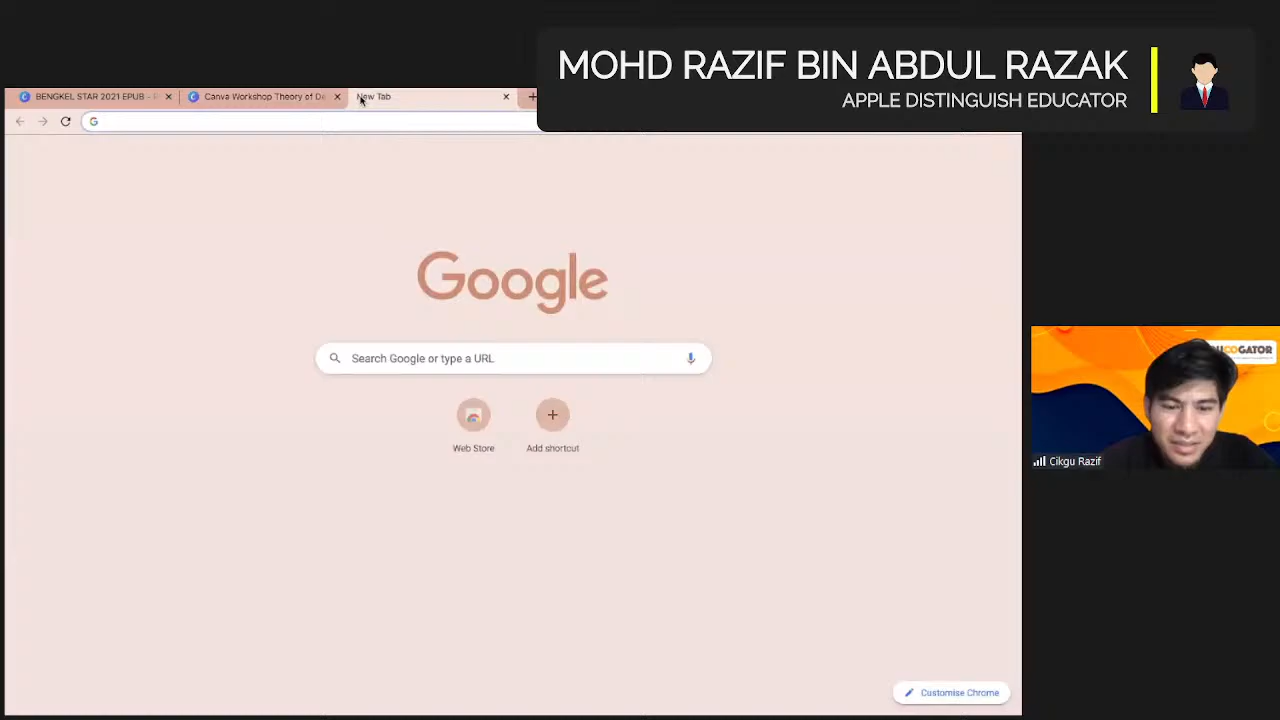 MOHD RAZIF BIN ABDUL RAZAK
APPLE DISTINGUISH EDUCATOR
BENGKEL STAR 2021 EPUB -
Canva Workshop Theory of De
New Tab
Google
Search Google or type a URL
Web Store
Add shortcut
COGATOR
Cikgu Razif
Customise Chrome